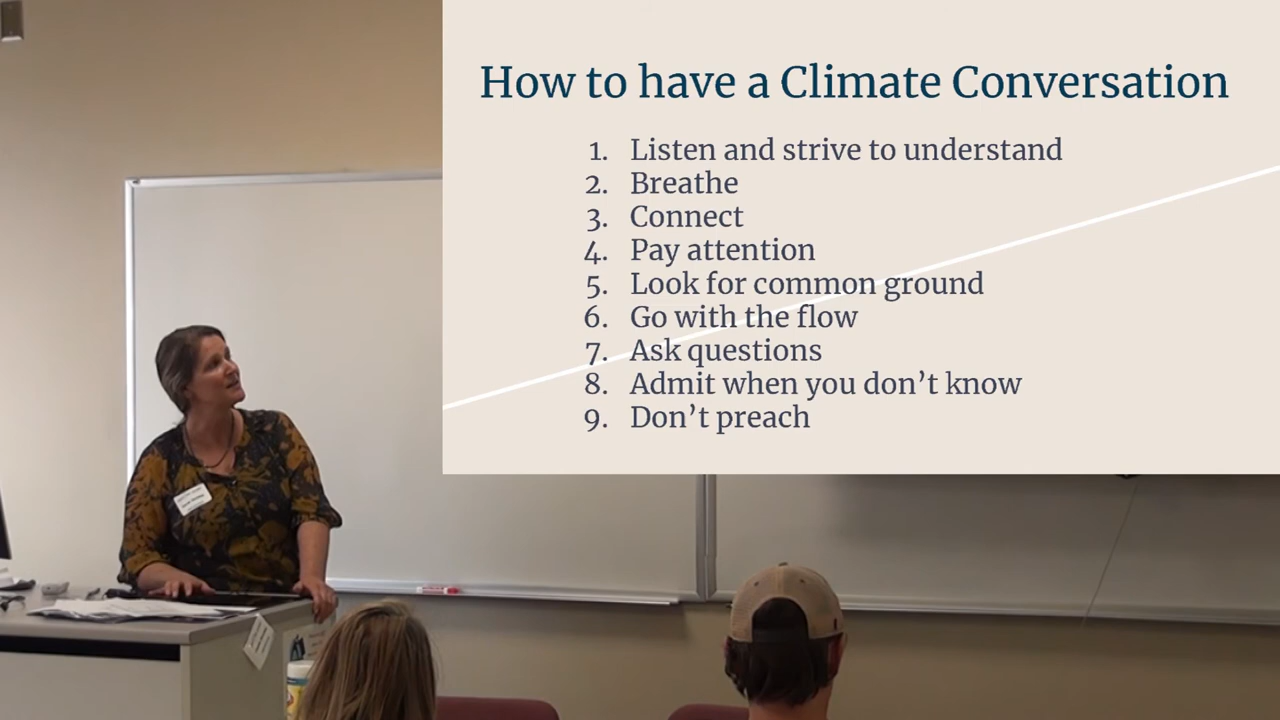 How to have a Climate Conversation
1. Listen and strive to understand
2. Breathe
3. Connect
4. Pay attention
5. Look for common ground
6. Go with the flow
7. Ask questions
8. Admit when you don’t know
9. Don’t preach